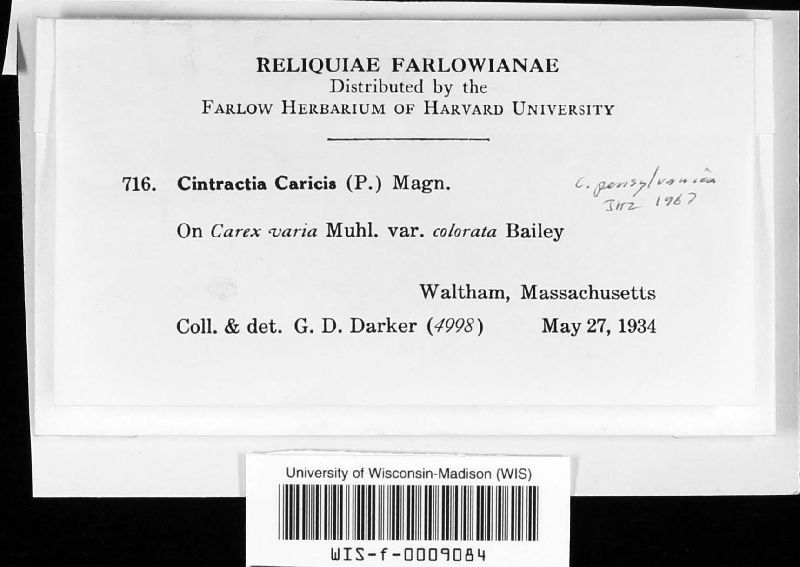 RELIQUIAE FARLOWIANAE
Distributed by the
FARLOW HERBARIUM OF HARVARD UNIVERSITY
716. Cintractia Caricis (P.) Magn.
C. pensylvanica
1967
On Carex varia Muhl. var. colorata Bailey
Waltham, Massachusetts
Coll. & det. G. D. Darker (4998) May 27, 1934
University of Wisconsin-Madison (WIS)
WIS-f-0009084